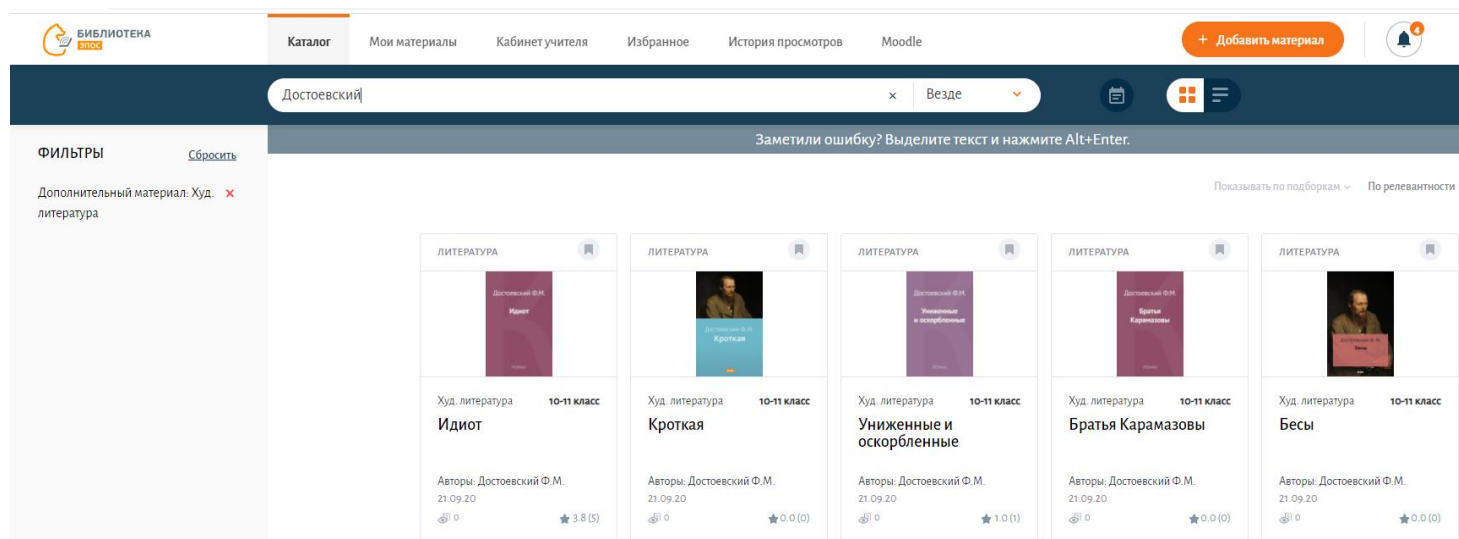 БИБЛИОТЕКА
ЭПОС
Каталог Мои материалы Кабинет учителя Избранное История просмотров Moodle
+ Добавить материал
4
Достоевский × Везде
Заметили ошибку? Выделите текст и нажмите Alt+Enter.
ФИЛЬТРЫ Сбросить
Дополнительный материал: Худ. ×
литература
Показывать по подборкам По релевантности
ЛИТЕРАТУРА ЛИТЕРАТУРА ЛИТЕРАТУРА ЛИТЕРАТУРА ЛИТЕРАТУРА
Достоевский Ф.М.
Идиот
Достоевский Ф. М.
Кроткая
Достоевский Ф.М.
Униженные
и оскорбленные
Достоевский Ф.М.
Братья
Карамазовы
Достоевский Ф. М.
Бесы
Худ. литература 10-11 класс Худ. литература 10-11 класс Худ. литература 10-11 класс Худ. литература 10-11 класс Худ. литература 10-11 класс
Идиот Кроткая Униженные и Братья Карамазовы Бесы
оскорбленные
Авторы: Достоевский Ф.М. Авторы: Достоевский Ф.М. Авторы: Достоевский Ф.М. Авторы: Достоевский Ф.М. Авторы: Достоевский Ф.М.
21.09.20 21.09.20 21.09.20 21.09.20 21.09.20
0 3.8 (5) 0 0.0 (0) 0 1.0 (1) 0 0.0 (0) 0 0.0 (0)